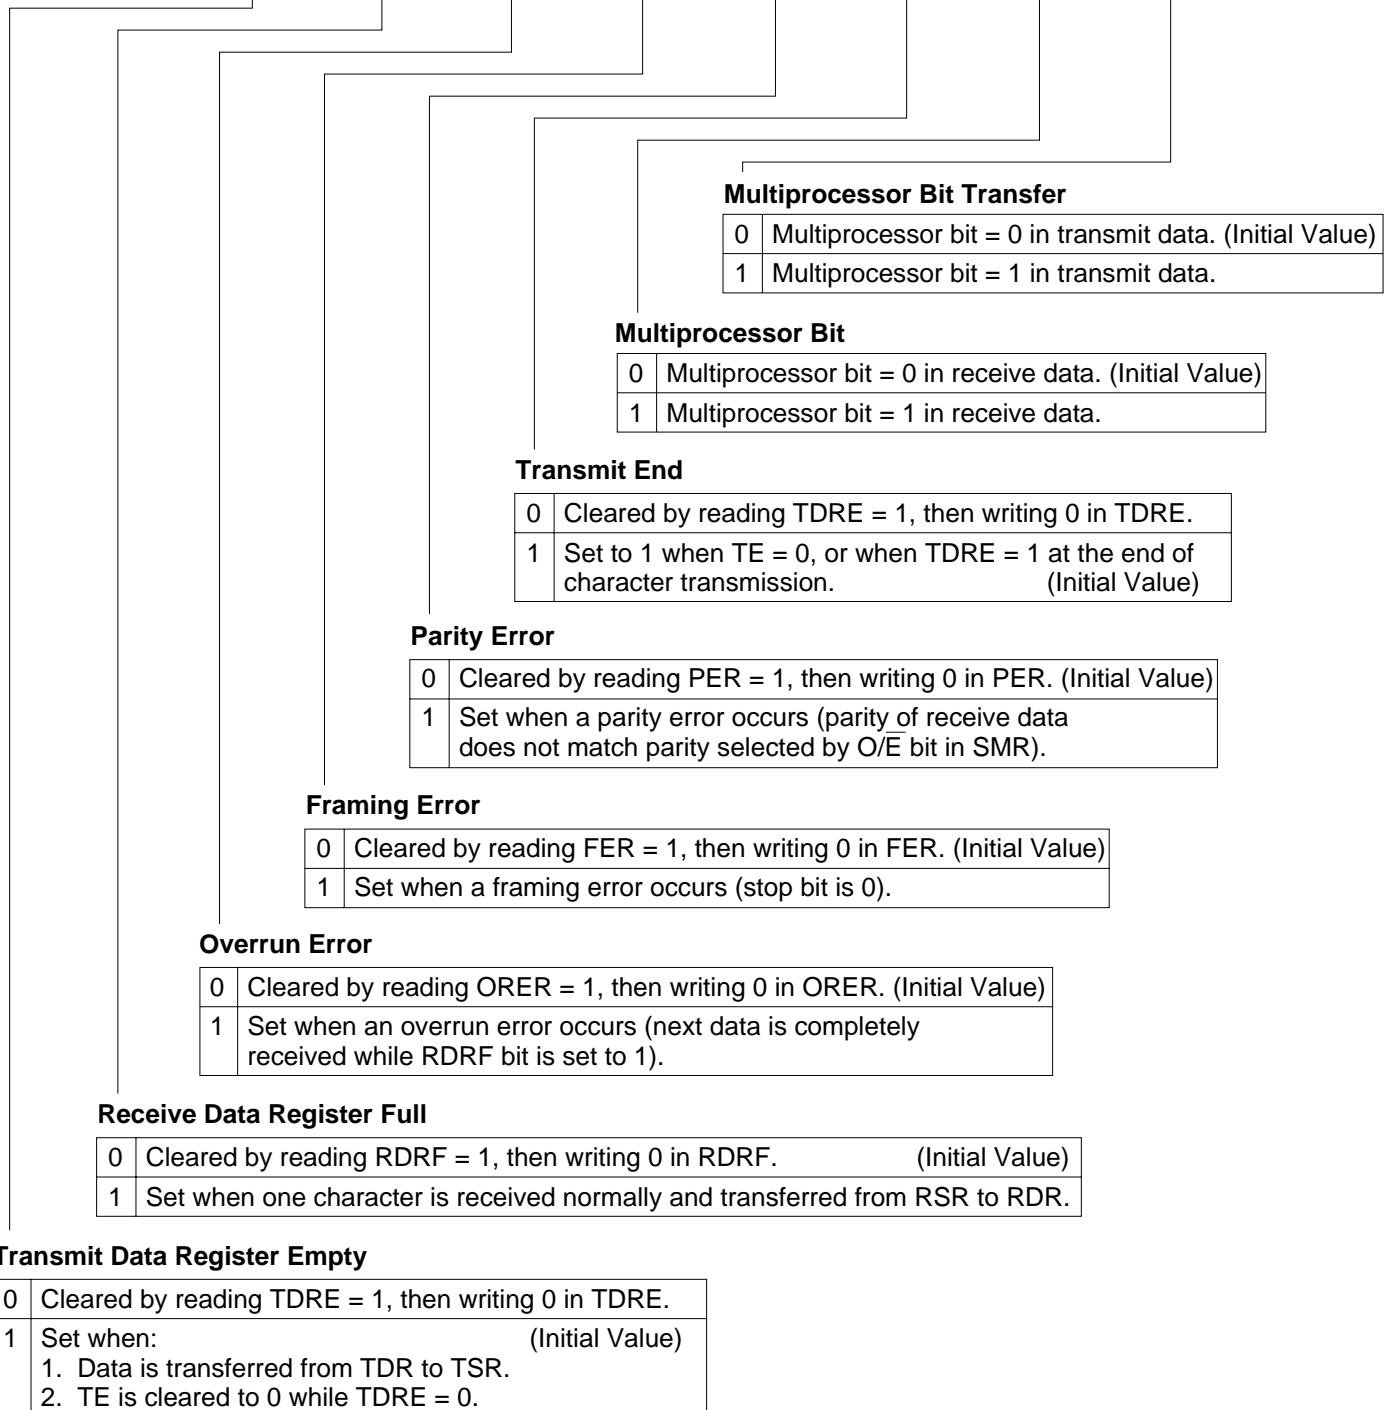 Multiprocessor Bit Transfer
0 Multiprocessor bit = 0 in transmit data. (Initial Value)
1 Multiprocessor bit = 1 in transmit data.
Multiprocessor Bit
0 Multiprocessor bit = 0 in receive data. (Initial Value)
1 Multiprocessor bit = 1 in receive data.
Transmit End
0 Cleared by reading TDRE = 1, then writing 0 in TDRE.
1 Set to 1 when TE = 0, or when TDRE = 1 at the end of
character transmission. (Initial Value)
Parity Error
0 Cleared by reading PER = 1, then writing 0 in PER. (Initial Value)
1 Set when a parity error occurs (parity of receive data
does not match parity selected by O/E̅ bit in SMR).
Framing Error
0 Cleared by reading FER = 1, then writing 0 in FER. (Initial Value)
1 Set when a framing error occurs (stop bit is 0).
Overrun Error
0 Cleared by reading ORER = 1, then writing 0 in ORER. (Initial Value)
1 Set when an overrun error occurs (next data is completely
received while RDRF bit is set to 1).
Receive Data Register Full
0 Cleared by reading RDRF = 1, then writing 0 in RDRF. (Initial Value)
1 Set when one character is received normally and transferred from RSR to RDR.
Transmit Data Register Empty
0 Cleared by reading TDRE = 1, then writing 0 in TDRE.
1 Set when: (Initial Value)
1. Data is transferred from TDR to TSR.
2. TE is cleared to 0 while TDRE = 0.